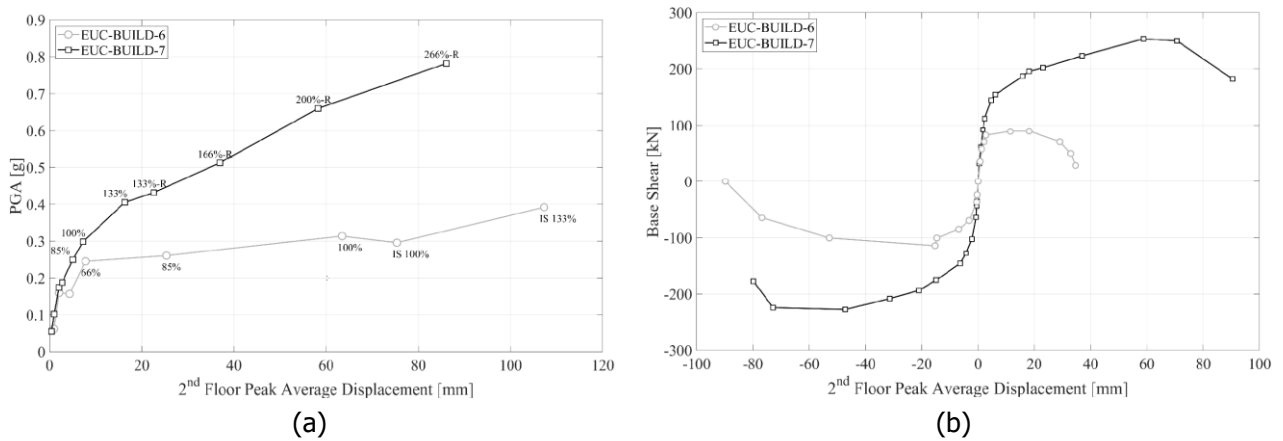 EUC-BUILD-6
EUC-BUILD-7
0.9
0.8
0.7
0.6
0.5
0.4
0.3
0.2
0.1
0
PGA [g]
266%-R
200%-R
166%-R
133%-R
133%
100%
85%
66%
85%
100%
IS 100%
IS 133%
0 20 40 60 80 100 120
2nd Floor Peak Average Displacement [mm]
(a)
EUC-BUILD-6
EUC-BUILD-7
300
200
100
0
-100
-200
-300
Base Shear [kN]
-100 -80 -60 -40 -20 0 20 40 60 80 100
2nd Floor Peak Average Displacement [mm]
(b)